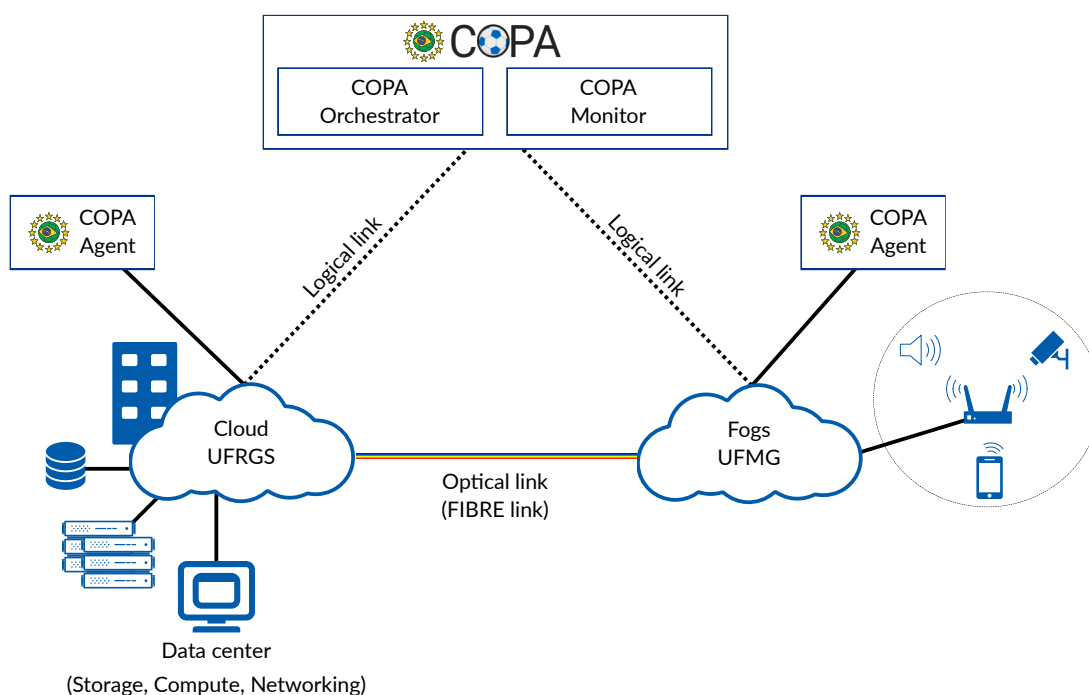 COPA
COPA
Orchestrator
COPA
Monitor
COPA
Agent
Logical link
Logical link
COPA
Agent
Cloud
UFRGS
Fogs
UFMG
Optical link
(FIBRE link)
Data center
(Storage, Compute, Networking)